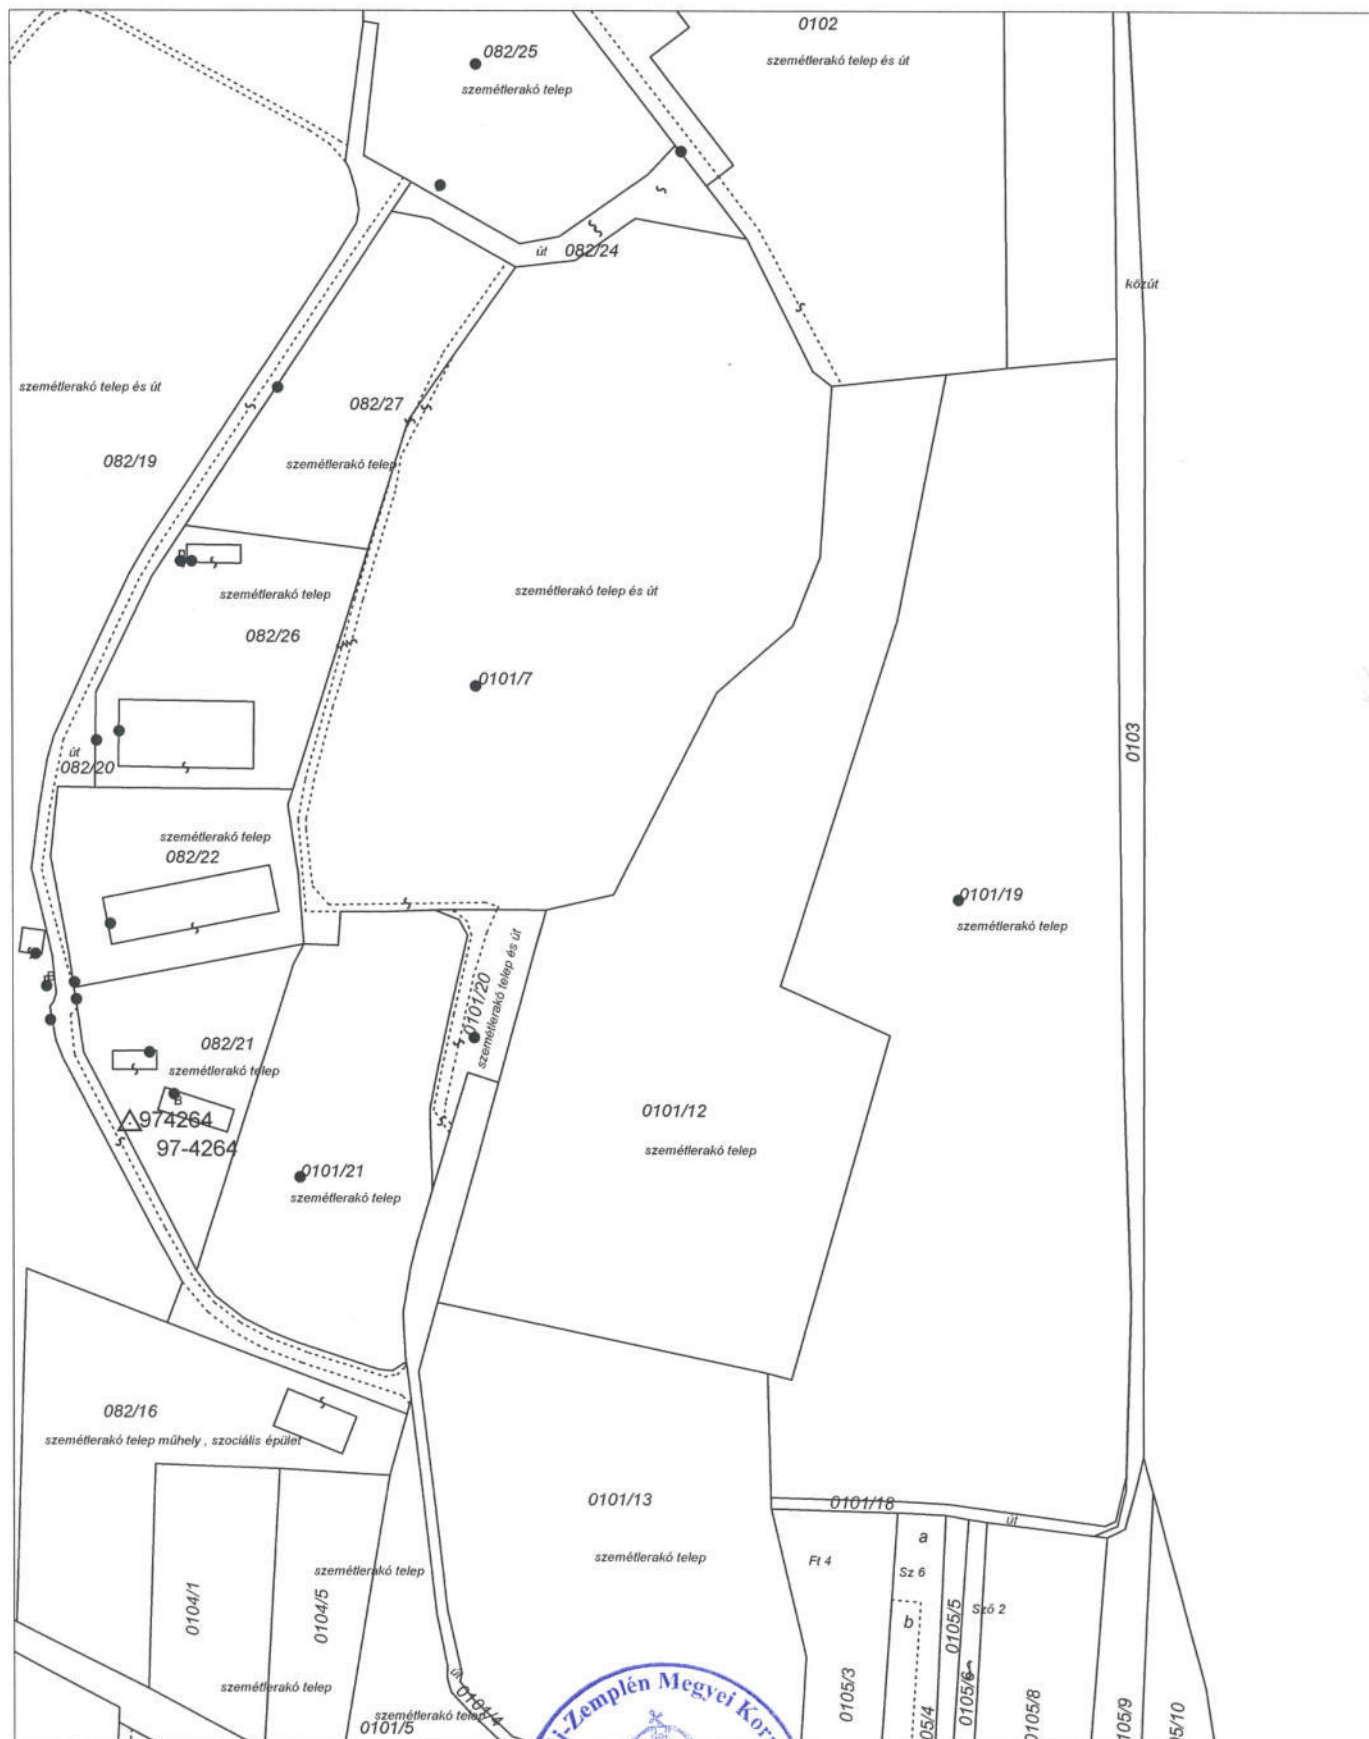 0102
szemétlerakó telep és út
082/25
szemétlerakó telep
út 082/24
közút
szemétlerakó telep és út
082/27
082/19
szemétlerakó telep
B
szemétlerakó telep
szemétlerakó telep és út
082/26
0101/7
út
082/20
0103
szemétlerakó telep
082/22
0101/19
szemétlerakó telep
szemétlerakó telep és út
0101/20
B
082/21
szemétlerakó telep
B
974264
97-4264
0101/12
szemétlerakó telep
0101/21
szemétlerakó telep
082/16
szemétlerakó telep műhely , szociális épület
0101/13
0101/18
út
szemétlerakó telep
a
Ft 4
Sz 6
szemétlerakó telep
0104/1
0104/5
b
0105/5
Sző 2
szemétlerakó telep
út
0101/4
szemétlerakó telep
0101/5
0105/3
05/4
0105/6
0105/8
0105/9
05/10
i-Zemplén Megyei Kor